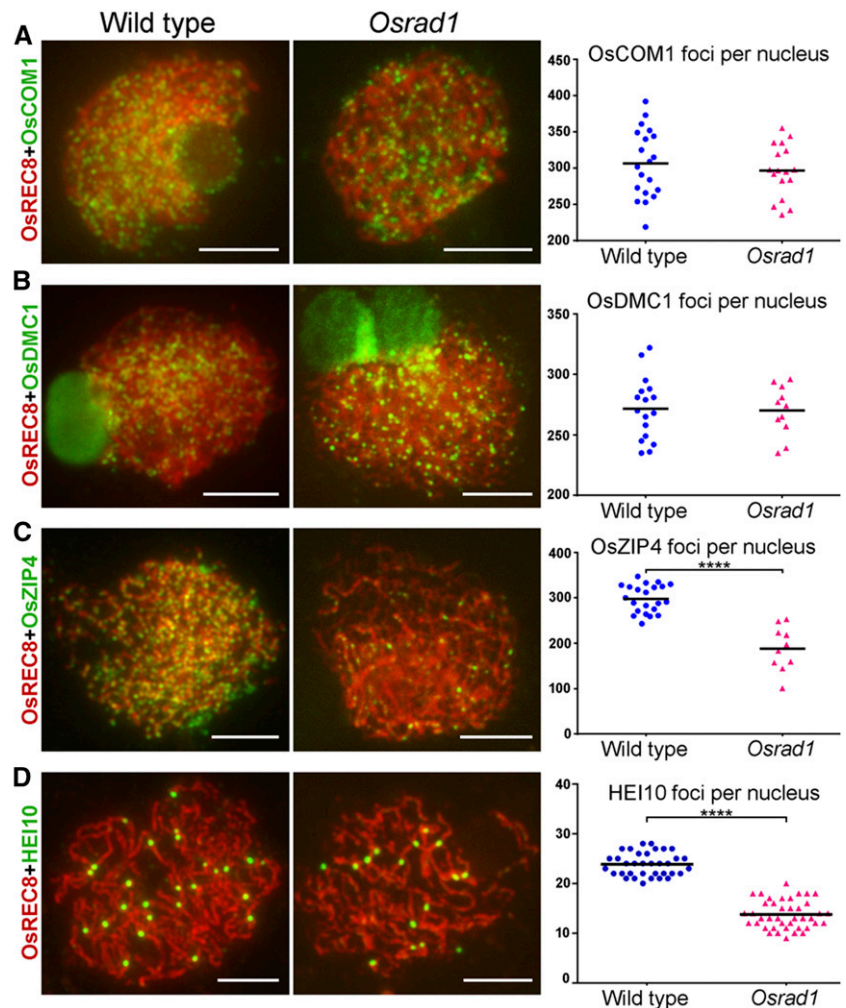 Wild type
Osrad1
A
OsREC8+OsCOM1
OsCOM1 foci per nucleus
450
400
350
300
250
200
Wild type
Osrad1
B
OsREC8+OsDMC1
OsDMC1 foci per nucleus
350
300
250
200
Wild type
Osrad1
C
OsREC8+OsZIP4
OsZIP4 foci per nucleus
****
400
300
200
100
0
Wild type
Osrad1
D
OsREC8+HEI10
HEI10 foci per nucleus
****
40
30
20
10
0
Wild type
Osrad1